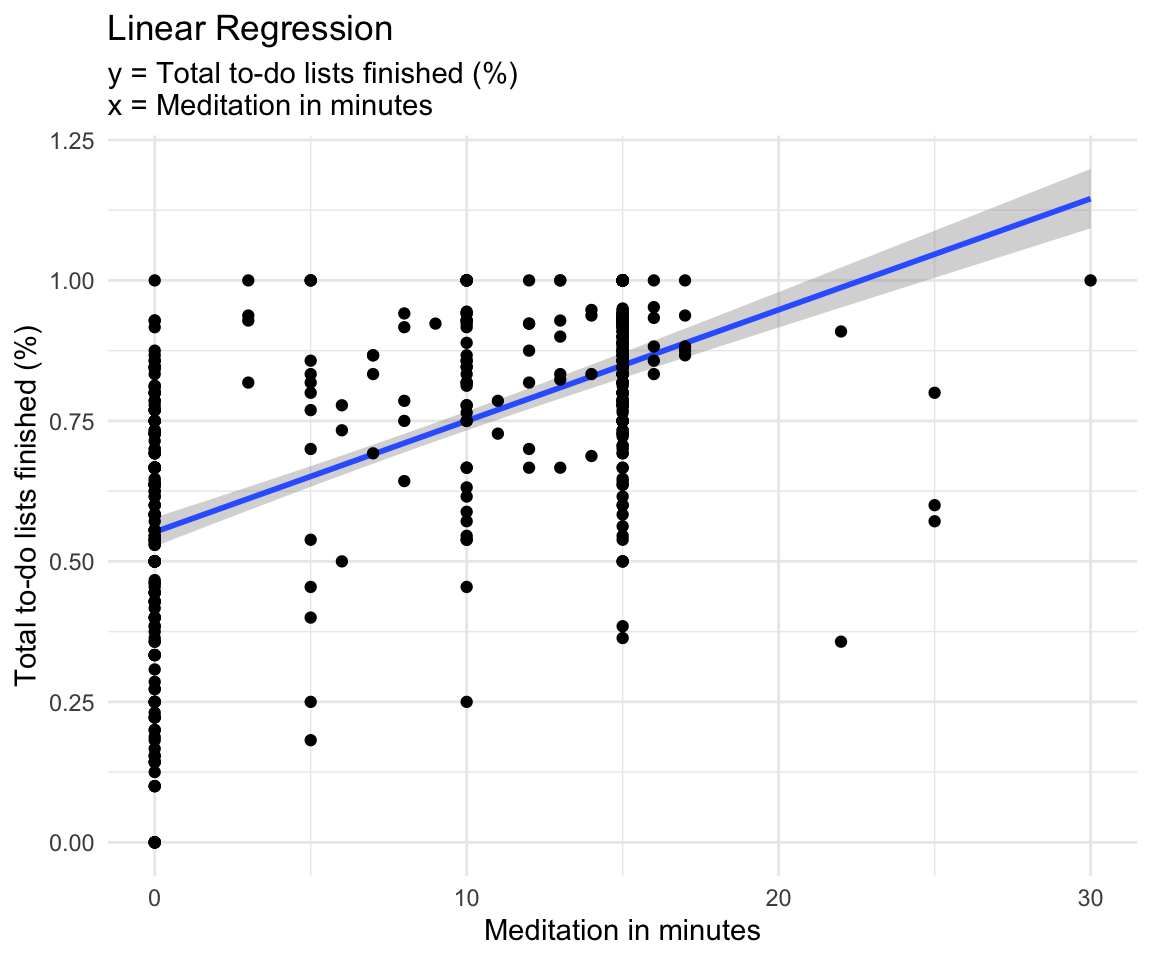 Linear Regression
y = Total to-do lists finished (%)
x = Meditation in minutes
1.25
1.00
0.75
0.50
0.25
0.00
Total to-do lists finished (%)
0 10 20 30
Meditation in minutes